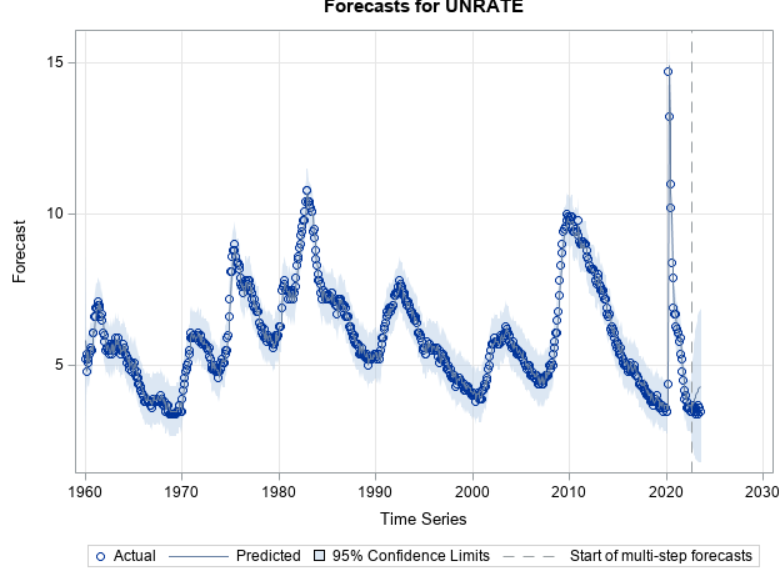 Forecasts for UNRATE
15
10
5
Forecast
1960 1970 1980 1990 2000 2010 2020 2030
Time Series
Actual Predicted 95% Confidence Limits Start of multi-step forecasts